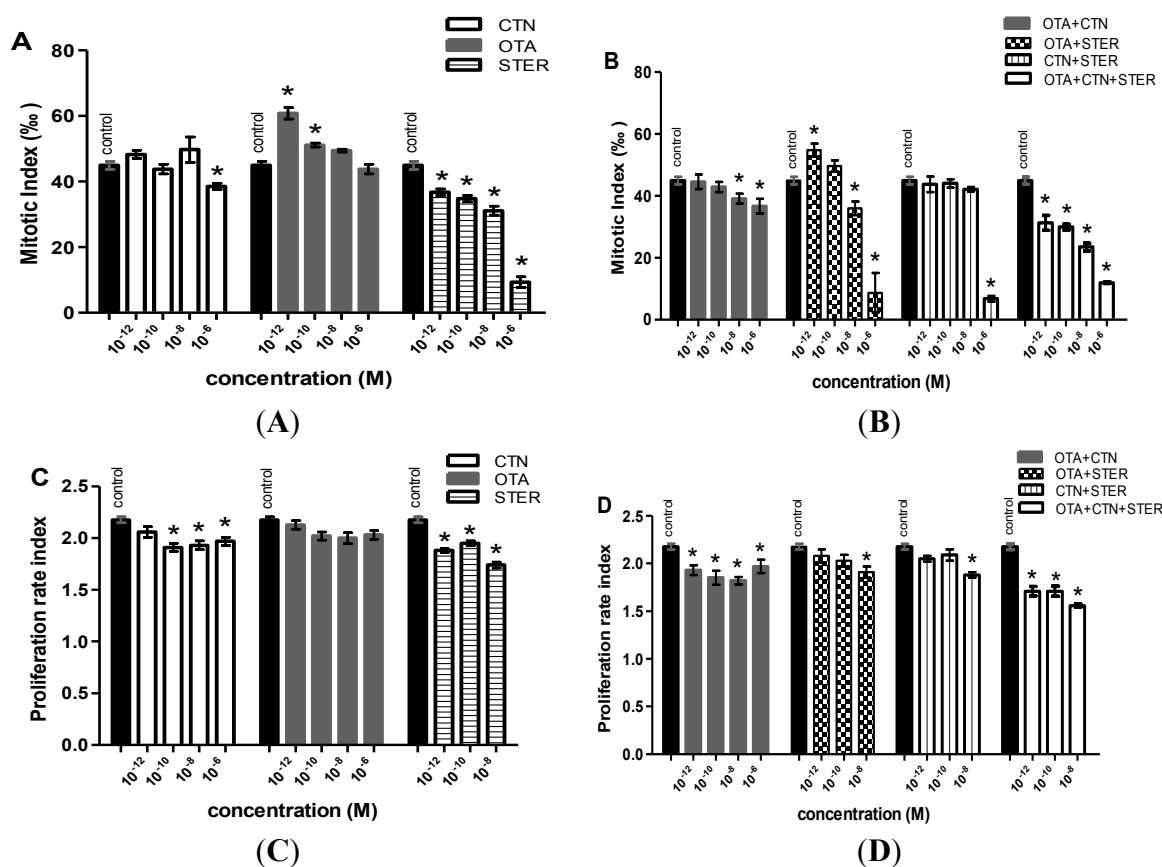 A
CTN
OTA
STER
Mitotic Index (‰)
80
60
40
20
0
control
control
control
* * * * * * *
10⁻¹² 10⁻¹⁰ 10⁻⁸ 10⁻⁶ 10⁻¹² 10⁻¹⁰ 10⁻⁸ 10⁻⁶ 10⁻¹² 10⁻¹⁰ 10⁻⁸ 10⁻⁶
concentration (M)
(A)
B
OTA+CTN
OTA+STER
CTN+STER
OTA+CTN+STER
Mitotic Index (‰)
80
60
40
20
0
control
control
control
control
* * * * * * * * * *
10⁻¹² 10⁻¹⁰ 10⁻⁸ 10⁻⁶ 10⁻¹² 10⁻¹⁰ 10⁻⁸ 10⁻⁶ 10⁻¹² 10⁻¹⁰ 10⁻⁸ 10⁻⁶ 10⁻¹² 10⁻¹⁰ 10⁻⁸ 10⁻⁶
concentration (M)
(B)
C
CTN
OTA
STER
Proliferation rate index
2.5
2.0
1.5
1.0
0.5
0.0
control
control
control
* * * * * *
10⁻¹² 10⁻¹⁰ 10⁻⁸ 10⁻⁶ 10⁻¹² 10⁻¹⁰ 10⁻⁸ 10⁻⁶ 10⁻¹² 10⁻¹⁰ 10⁻⁸
concentration (M)
(C)
D
OTA+CTN
OTA+STER
CTN+STER
OTA+CTN+STER
Proliferation rate index
2.5
2.0
1.5
1.0
0.5
0.0
control
control
control
control
* * * * * * * * *
10⁻¹² 10⁻¹⁰ 10⁻⁸ 10⁻⁶ 10⁻¹² 10⁻¹⁰ 10⁻⁸ 10⁻¹² 10⁻¹⁰ 10⁻⁸ 10⁻¹² 10⁻¹⁰ 10⁻⁸
concentration (M)
(D)